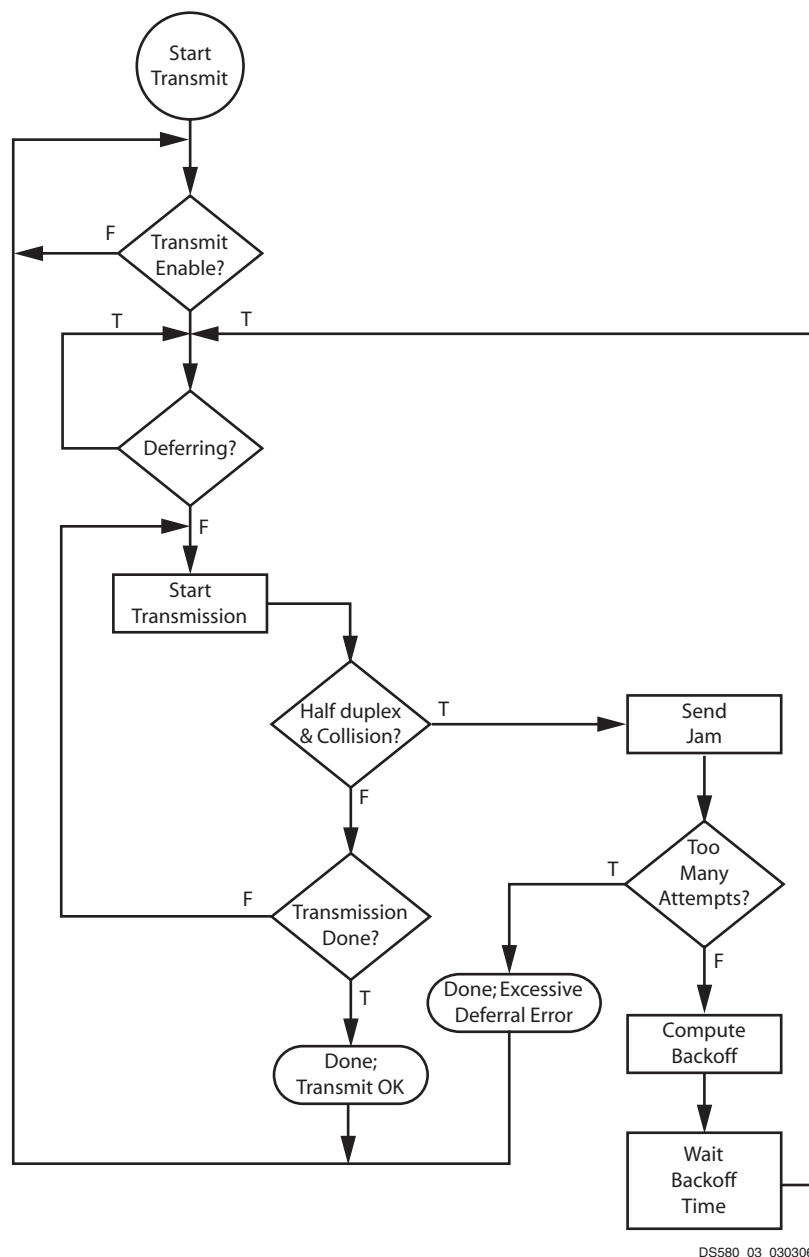 Start
Transmit
F
Transmit
Enable?
T
T
Deferring?
F
Start
Transmission
Half duplex
& Collision?
T
Send
Jam
F
Too
Many
Attempts?
T
F
Transmission
Done?
F
T
Done; Excessive
Deferral Error
Compute
Backoff
Done;
Transmit OK
Wait
Backoff
Time